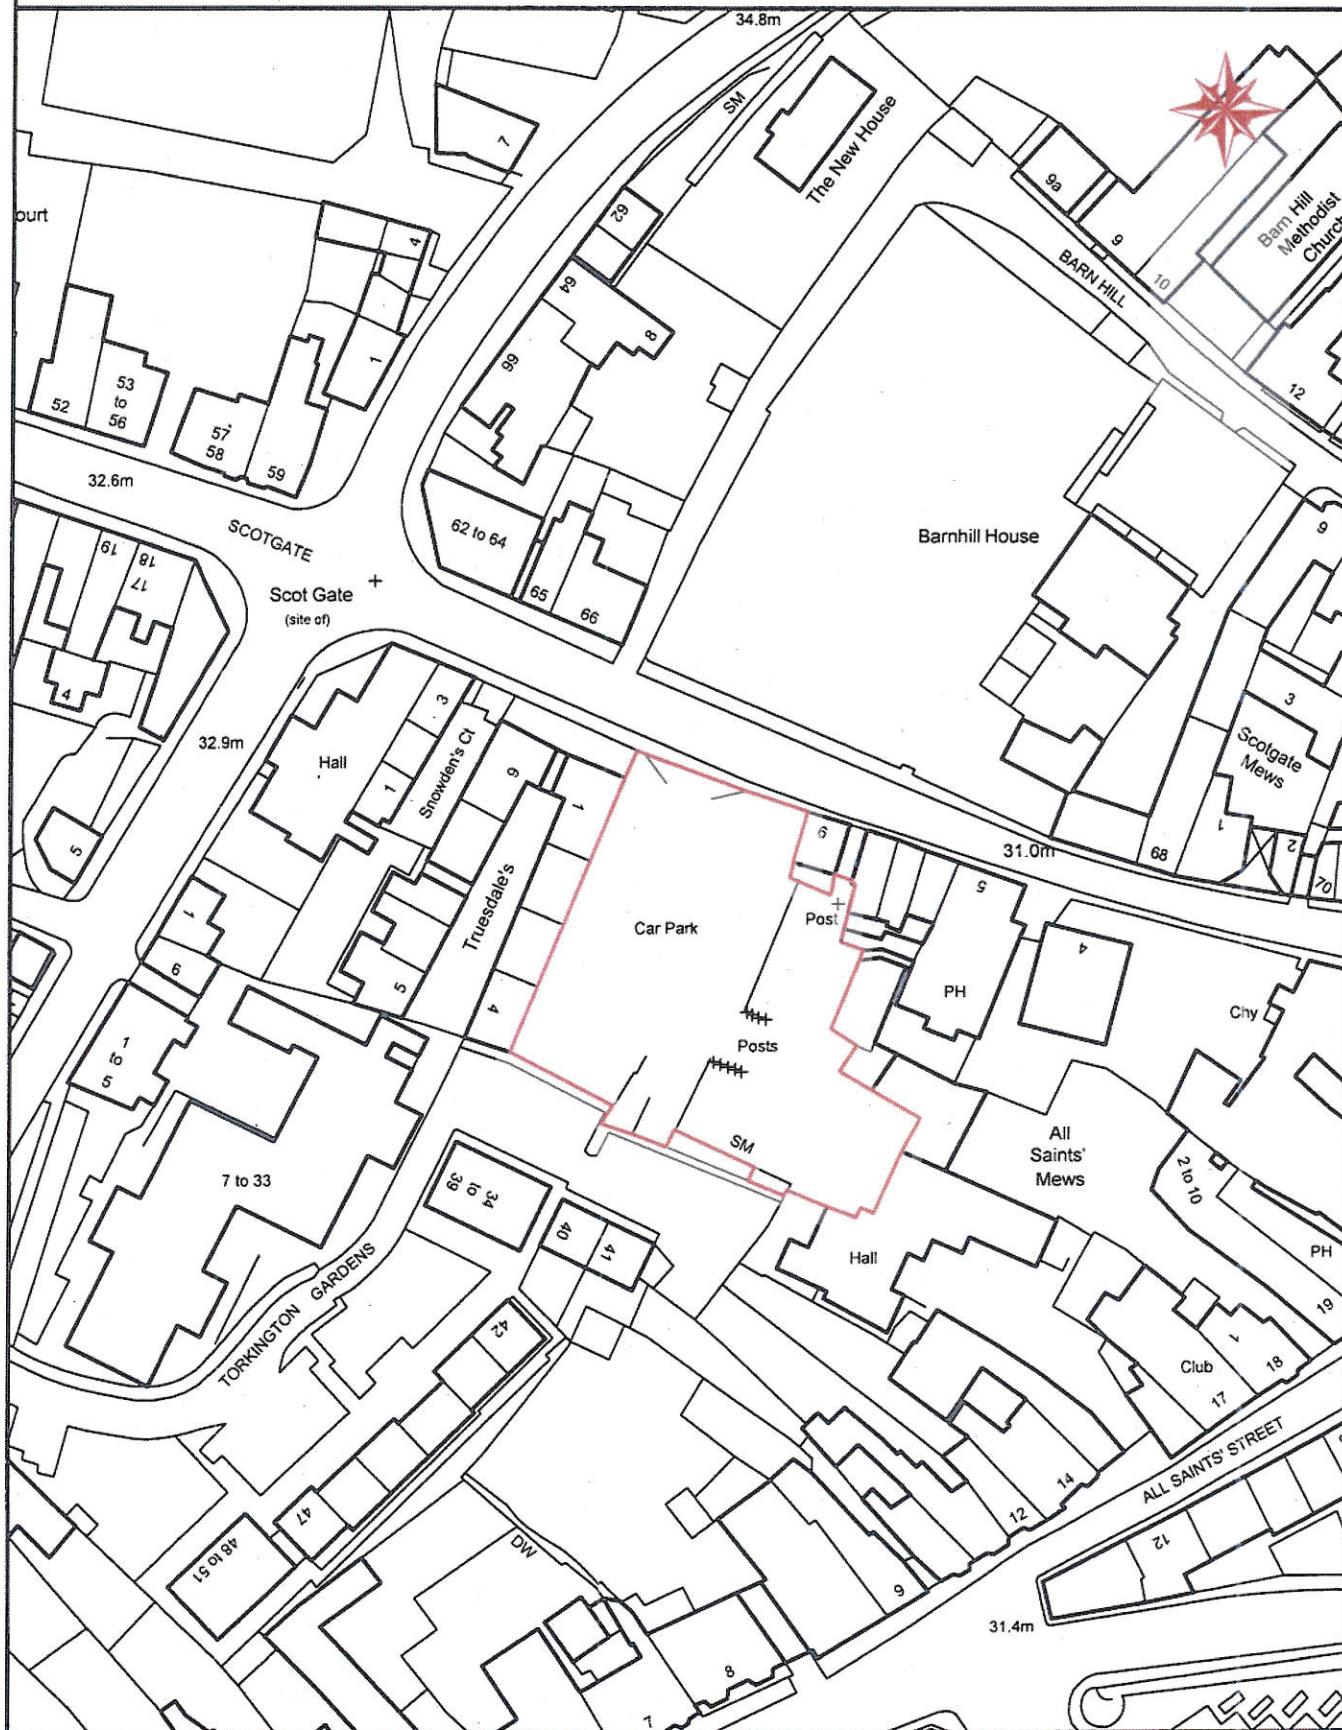 34.8m
SM
7
The New House
9a
9
10
Barn Hill
Methodist
Church
BARN HILL
12
ourt
4
62
64
8
66
1
52
53
to
56
57,
58
59
32.6m
SCOTGATE
Scot Gate
(site of)
62 to 64
65
66
Barnhill House
19
18
17
4
32.9m
Hall
3
1
Snowden's Ct
6
1
Truesdale's
5
4
Car Park
9
Post
Posts
SM
31.0m
5
PH
4
68
1
2
70
3
Scotgate
Mews
6
Chy
All
Saints'
Mews
2 to 10
PH
19
5
1
9
1
to
5
7 to 33
34
to
39
40
41
42
TORKINGTON GARDENS
47
48 to 51
Hall
Club
1
17
18
14
12
ALL SAINTS' STREET
12
DW
9
8
7
31.4m